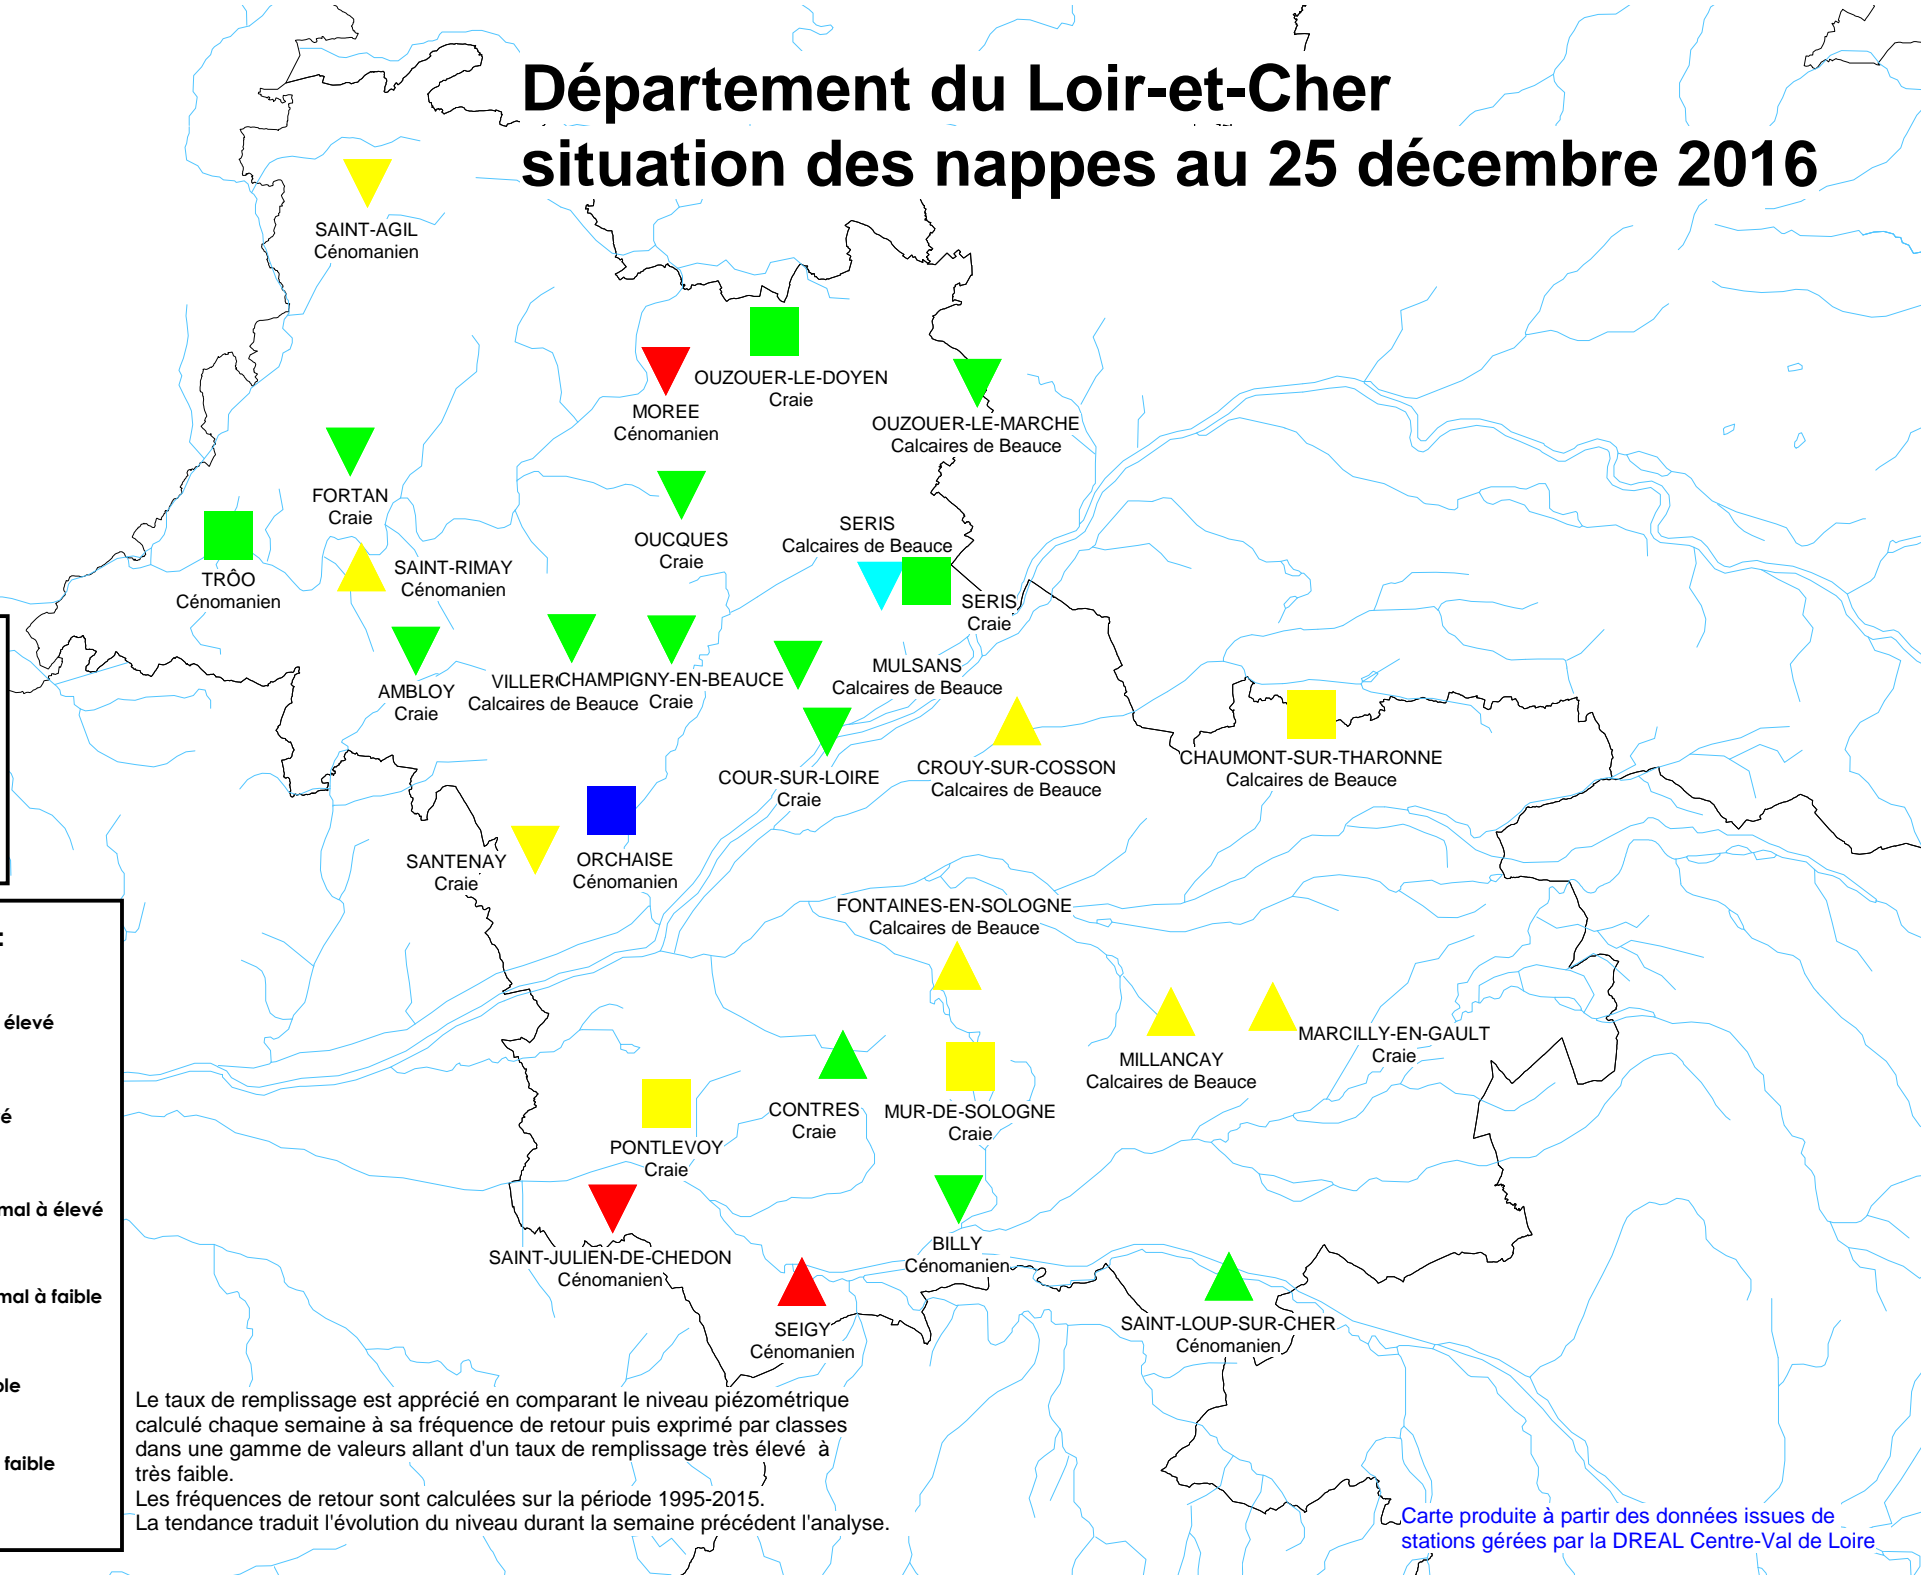 Département du Loir-et-Cher
situation des nappes au 25 décembre 2016
SAINT-AGIL
Cénomanien
OUZOUER-LE-DOYEN
Craie
MOREE
Cénomanien
OUZOUER-LE-MARCHE
Calcaires de Beauce
FORTAN
Craie
OUCQUES
Craie
SERIS
Calcaires de Beauce
SAINT-RIMAY
Cénomanien
TRÔO
Cénomanien
SERIS
Craie
MULSANS
Calcaires de Beauce
AMBLOY
Craie
Calcaires de Beauce
CHAMPIGNY-EN-BEAUCE
Craie
CHAUMONT-SUR-THARONNE
Calcaires de Beauce
COUR-SUR-LOIRE
Craie
CROUY-SUR-COSSON
Calcaires de Beauce
SANTENAY
Craie
ORCHAISE
Cénomanien
FONTAINES-EN-SOLOGNE
Calcaires de Beauce
:
élevé
é
mal à élevé
mal à faible
ble
faible
MARCILLY-EN-GAULT
Craie
MILLANCAY
Calcaires de Beauce
CONTRES
Craie
MUR-DE-SOLOGNE
Craie
PONTLEVOY
Craie
SAINT-JULIEN-DE-CHEDON
Cénomanien
BILLY
Cénomanien
SEIGY
Cénomanien
SAINT-LOUP-SUR-CHER
Cénomanien
Le taux de remplissage est apprécié en comparant le niveau piézométrique
calculé chaque semaine à sa fréquence de retour puis exprimé par classes
dans une gamme de valeurs allant d'un taux de remplissage très élevé à
très faible.
Les fréquences de retour sont calculées sur la période 1995-2015.
La tendance traduit l'évolution du niveau durant la semaine précédent l'analyse.
Carte produite à partir des données issues de
stations gérées par la DREAL Centre-Val de Loire